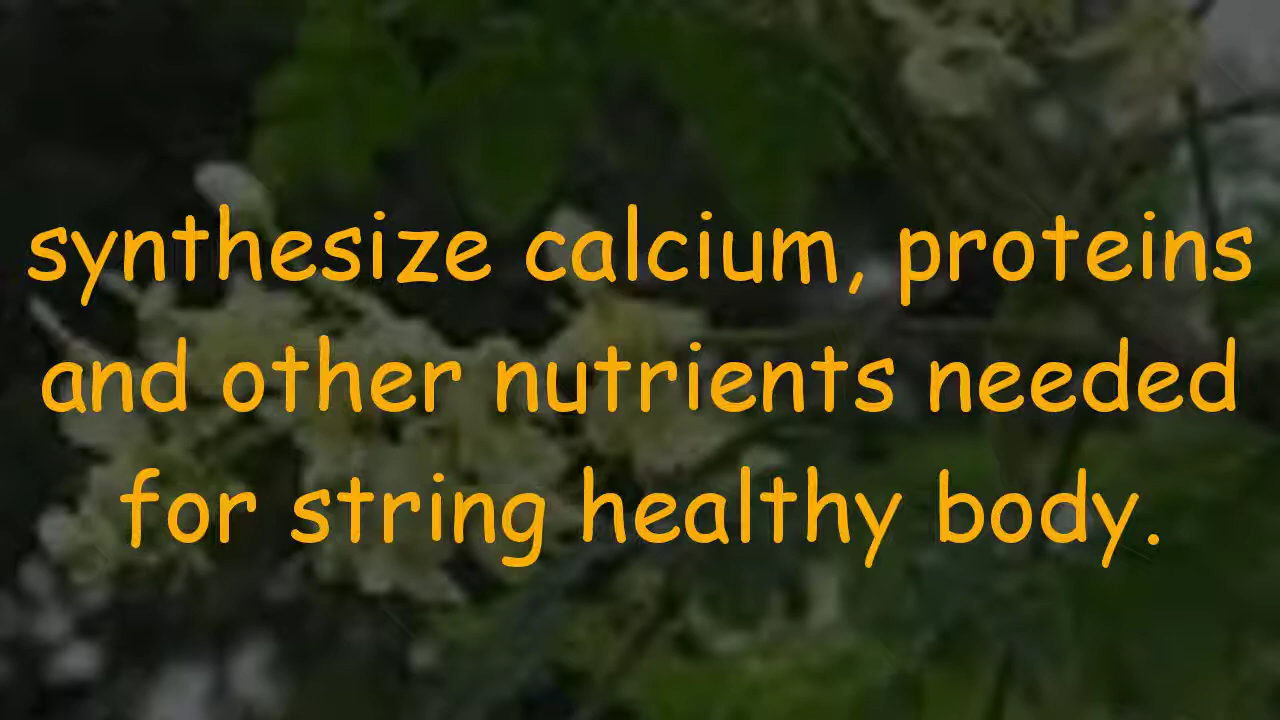 synthesize calcium, proteins
and other nutrients needed
for string healthy body.